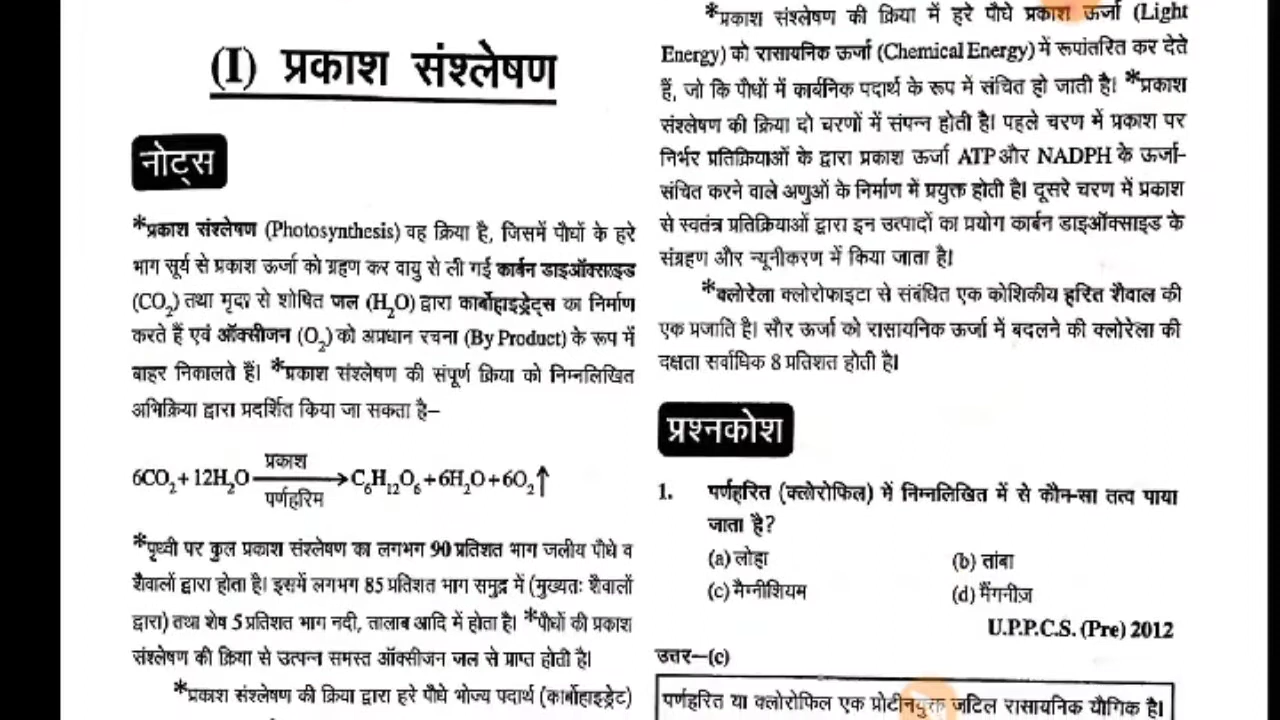 (I) प्रकाश संश्लेषण
नोट्स
*प्रकाश संश्लेषण (Photosynthesis) वह क्रिया है, जिसमें पौधों के हरे
भाग सूर्य से प्रकाश ऊर्जा को ग्रहण कर वायु से ली गई कार्बन डाइऑक्साइड
(CO₂) तथा मृदा से शोषित जल (H₂O) द्वारा कार्बोहाइड्रेट्स का निर्माण
करते हैं एवं ऑक्सीजन (O₂) को अप्रधान रचना (By Product) के रूप में
बाहर निकालते हैं। *प्रकाश संश्लेषण की संपूर्ण क्रिया को निम्नलिखित
अभिक्रिया द्वारा प्रदर्शित किया जा सकता है–
प्रकाश
6CO₂+12H₂O ⟶ C₆H₁₂O₆+6H₂O+6O₂↑
पर्णहरिम
*पृथ्वी पर कुल प्रकाश संश्लेषण का लगभग 90 प्रतिशत भाग जलीय पौधे व
शैवालों द्वारा होता है। इसमें लगभग 85 प्रतिशत भाग समुद्र में (मुख्यतः शैवालों
द्वारा) तथा शेष 5 प्रतिशत भाग नदी, तालाब आदि में होता है। *पौधों की प्रकाश
संश्लेषण की क्रिया से उत्पन्न समस्त ऑक्सीजन जल से प्राप्त होती है।
*प्रकाश संश्लेषण की क्रिया द्वारा हरे पौधे भोज्य पदार्थ (कार्बोहाइड्रेट)
*प्रकाश संश्लेषण की क्रिया में हरे पौधे प्रकाश ऊर्जा (Light
Energy) को रासायनिक ऊर्जा (Chemical Energy) में रूपांतरित कर देते
हैं, जो कि पौधों में कार्बनिक पदार्थ के रूप में संचित हो जाती है। *प्रकाश
संश्लेषण की क्रिया दो चरणों में संपन्न होती है। पहले चरण में प्रकाश पर
निर्भर प्रतिक्रियाओं के द्वारा प्रकाश ऊर्जा ATP और NADPH के ऊर्जा-
संचित करने वाले अणुओं के निर्माण में प्रयुक्त होती है। दूसरे चरण में प्रकाश
से स्वतंत्र प्रतिक्रियाओं द्वारा इन उत्पादों का प्रयोग कार्बन डाइऑक्साइड के
संग्रहण और न्यूनीकरण में किया जाता है।
*क्लोरेला क्लोरोफाइटा से संबंधित एक कोशिकीय हरित शैवाल की
एक प्रजाति है। सौर ऊर्जा को रासायनिक ऊर्जा में बदलने की क्लोरेला की
दक्षता सर्वाधिक 8 प्रतिशत होती है।
प्रश्नकोश
1. पर्णहरित (क्लोरोफिल) में निम्नलिखित में से कौन-सा तत्व पाया
जाता है?
(a) लोहा (b) तांबा
(c) मैग्नीशियम (d) मैंगनीज़
U.P.P.C.S. (Pre) 2012
उत्तर–(c)
पर्णहरित या क्लोरोफिल एक प्रोटीनयुक्त जटिल रासायनिक यौगिक है।